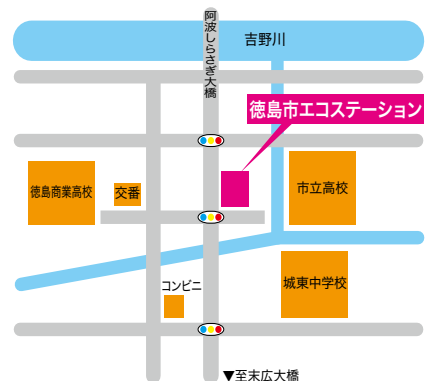 吉野川
阿波しらさぎ大橋
徳島市エコステーション
徳島商業高校
交番
市立高校
城東中学校
コンビニ
▼至末広大橋